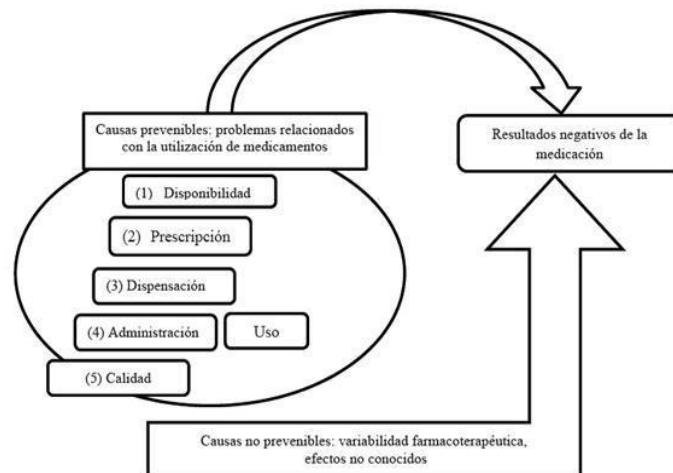 Causas prevenibles: problemas relacionados
con la utilización de medicamentos
Resultados negativos de la
medicación
(1) Disponibilidad
(2) Prescripción
(3) Dispensación
(4) Administración
Uso
(5) Calidad
Causas no prevenibles: variabilidad farmacoterapéutica,
efectos no conocidos